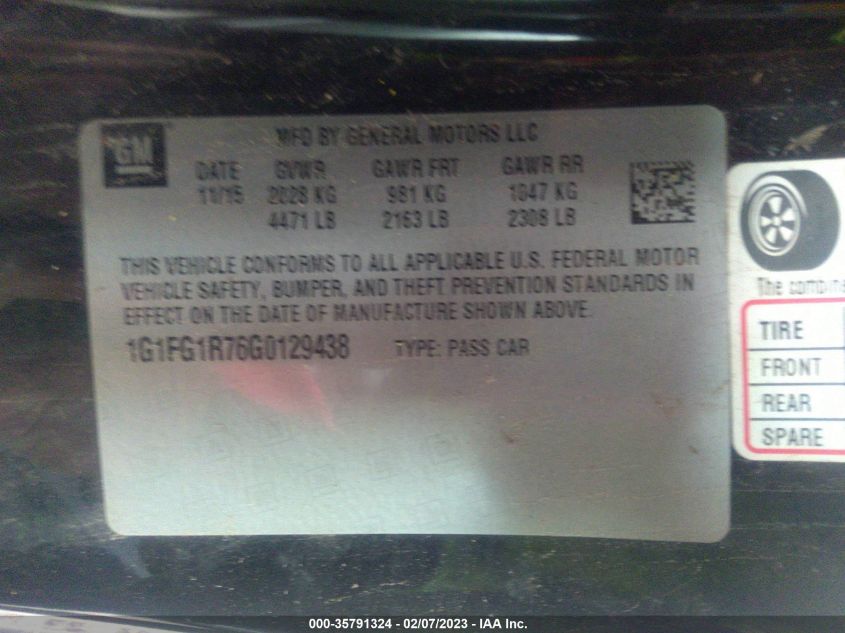 GM
MFD BY GENERAL MOTORS LLC
DATE GVWR GAWR FRT GAWR RR
11/15 2028 KG 981 KG 1047 KG
4471 LB 2163 LB 2308 LB
THIS VEHICLE CONFORMS TO ALL APPLICABLE U.S. FEDERAL MOTOR
VEHICLE SAFETY, BUMPER, AND THEFT PREVENTION STANDARDS IN
EFFECT ON THE DATE OF MANUFACTURE SHOWN ABOVE.
1G1FG1R76G0129438 TYPE: PASS CAR
The combine
TIRE
FRONT
REAR
SPARE
000-35791324 - 02/07/2023 - IAA Inc.